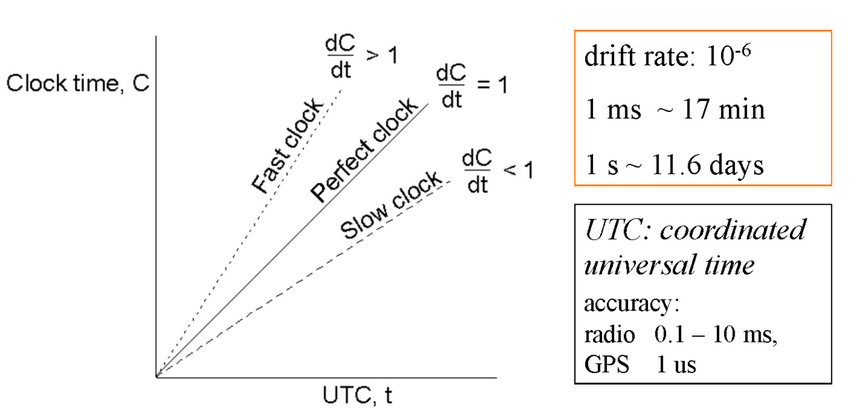 Clock time, C
dC/dt > 1
dC/dt = 1
dC/dt < 1
Fast clock
Perfect clock
Slow clock
UTC, t
drift rate: 10⁻⁶
1 ms ~ 17 min
1 s ~ 11.6 days
UTC: coordinated
universal time
accuracy:
radio 0.1 – 10 ms,
GPS 1 us